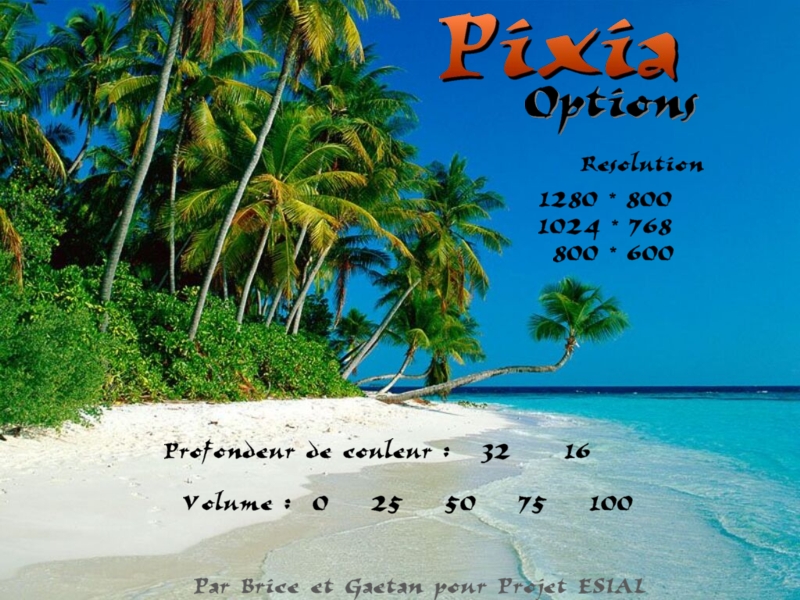 Pixia
Options
Resolution
1280 * 800
1024 * 768
800 * 600
Profondeur de couleur : 32 16
Volume : 0 25 50 75 100
Par Brice et Gaetan pour Projet ESIAL